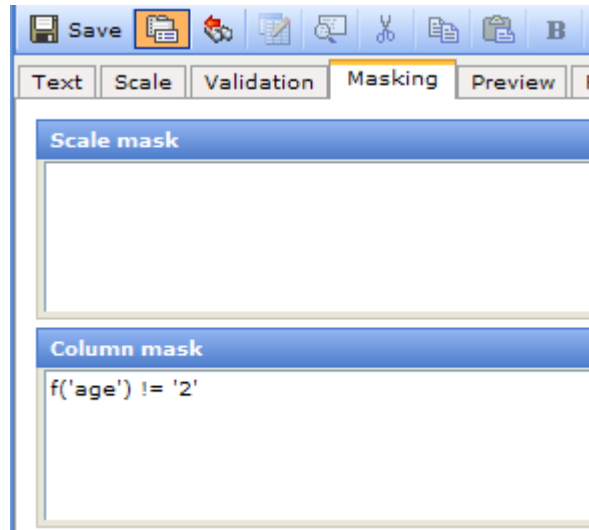 Save B
Text Scale Validation Masking Preview
Scale mask
Column mask
f('age') != '2'